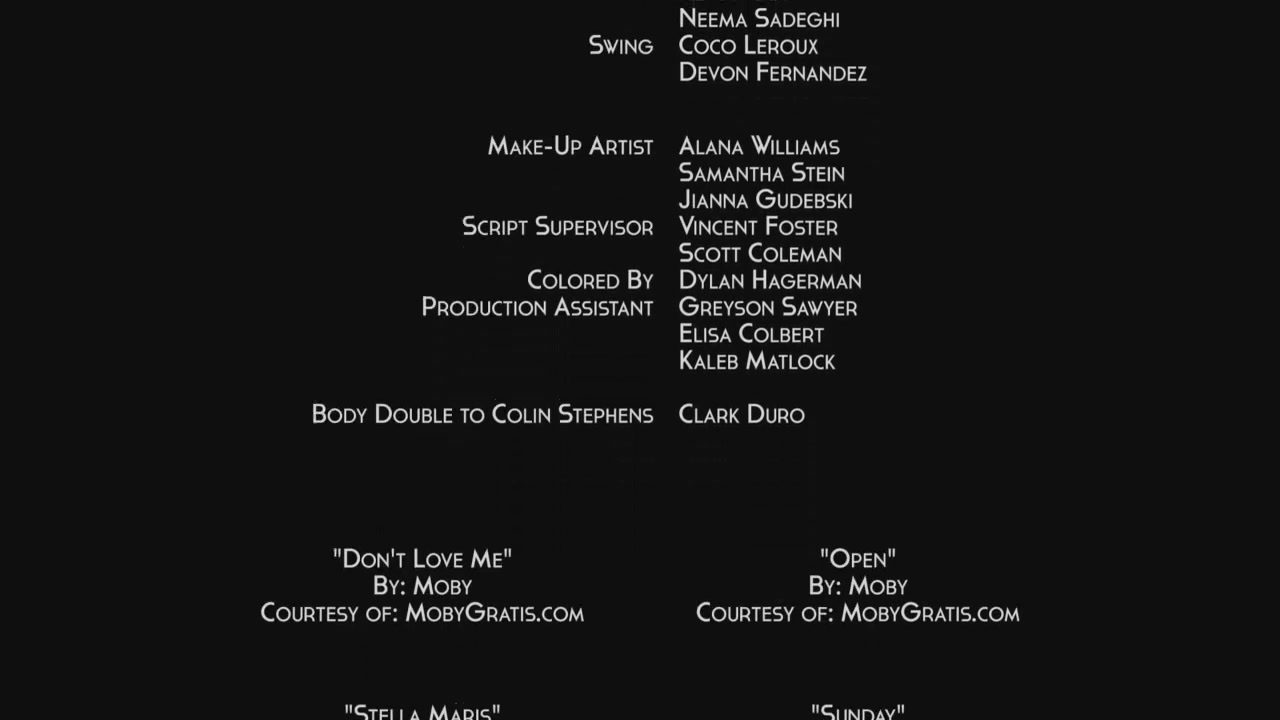 Neema Sadeghi
Swing Coco Leroux
Devon Fernandez
Make-Up Artist Alana Williams
Samantha Stein
Jianna Gudebski
Script Supervisor Vincent Foster
Scott Coleman
Colored By Dylan Hagerman
Production Assistant Greyson Sawyer
Elisa Colbert
Kaleb Matlock
Body Double to Colin Stephens Clark Duro
"Don't Love Me" "Open"
By: Moby By: Moby
Courtesy of: MobyGratis.com Courtesy of: MobyGratis.com
"Stella Maris" "Sunday"